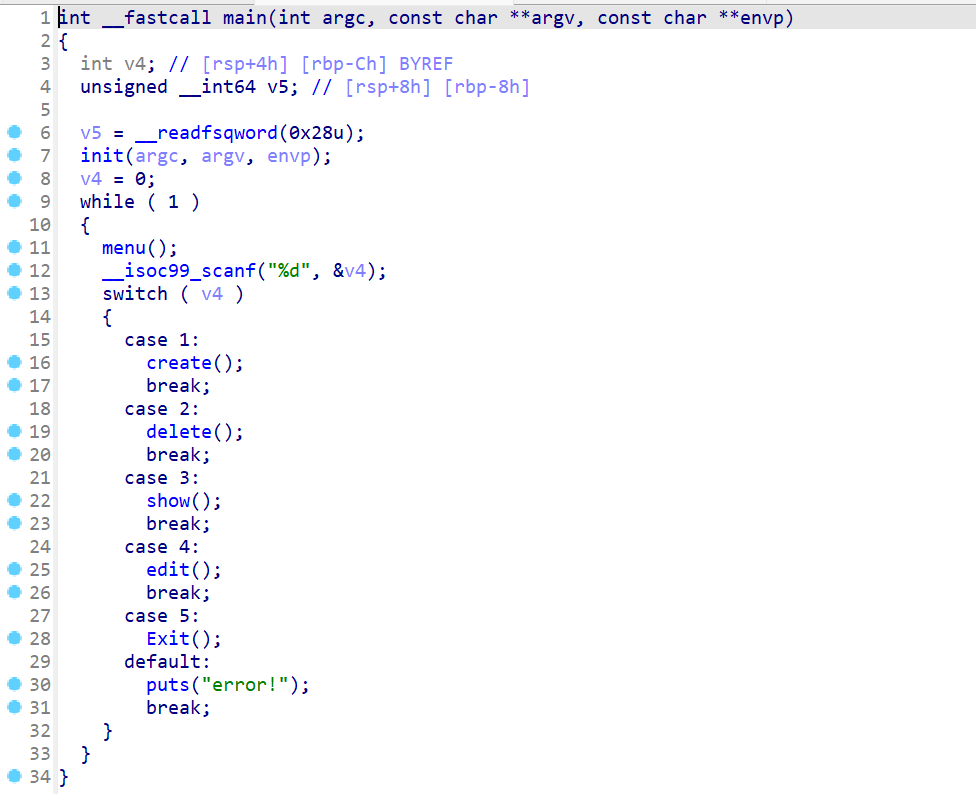 1 int __fastcall main(int argc, const char **argv, const char **envp)
2 {
3   int v4; // [rsp+4h] [rbp-Ch] BYREF
4   unsigned __int64 v5; // [rsp+8h] [rbp-8h]
5
6   v5 = __readfsqword(0x28u);
7   init(argc, argv, envp);
8   v4 = 0;
9   while ( 1 )
10   {
11     menu();
12     __isoc99_scanf("%d", &v4);
13     switch ( v4 )
14     {
15       case 1:
16         create();
17         break;
18       case 2:
19         delete();
20         break;
21       case 3:
22         show();
23         break;
24       case 4:
25         edit();
26         break;
27       case 5:
28         Exit();
29       default:
30         puts("error!");
31         break;
32     }
33   }
34 }